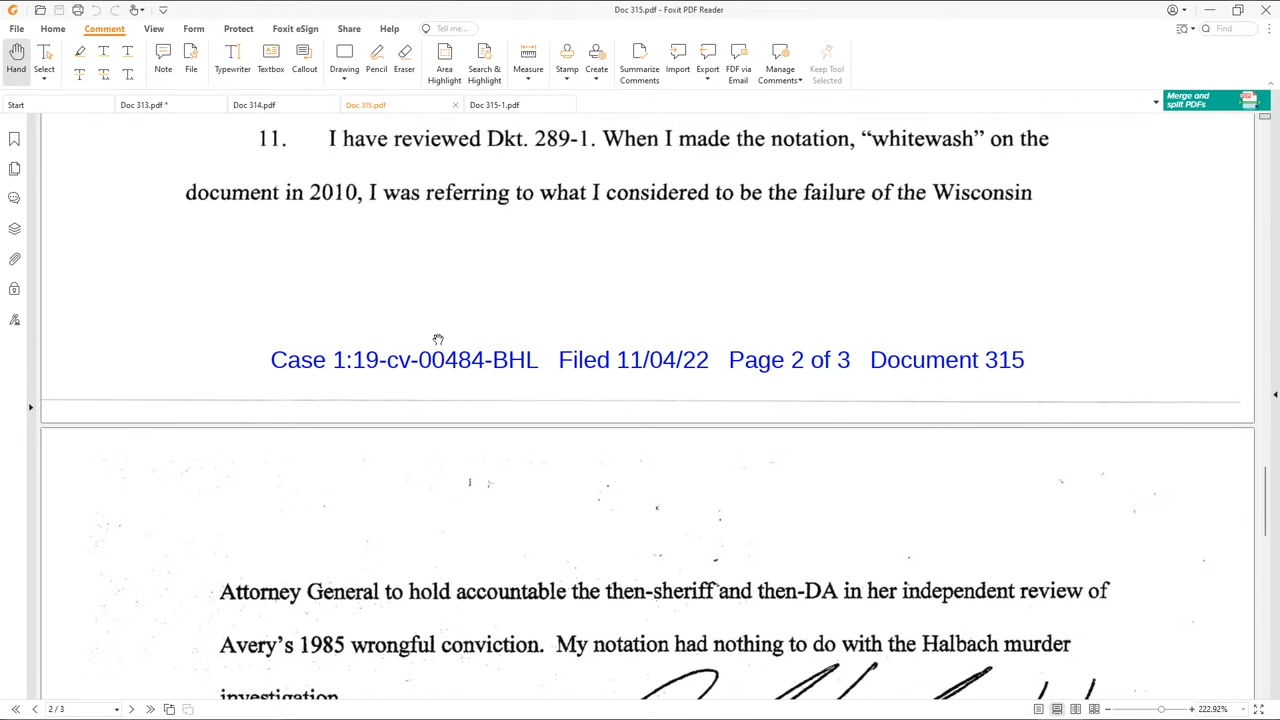 Doc 315.pdf - Foxit PDF Reader
File Home Comment View Form Protect Foxit eSign Share Help Tell me... Find
Hand Select Note File Typewriter Textbox Callout Drawing Pencil Eraser Area Highlight Search & Highlight Measure Stamp Create Summarize Comments Import Export FDF via Email Manage Comments Keep Tool Selected
Start Doc 313.pdf * Doc 314.pdf Doc 315.pdf Doc 315-1.pdf Merge and split PDFs
11. I have reviewed Dkt. 289-1. When I made the notation, “whitewash” on the
document in 2010, I was referring to what I considered to be the failure of the Wisconsin
Case 1:19-cv-00484-BHL Filed 11/04/22 Page 2 of 3 Document 315
Attorney General to hold accountable the then-sheriff and then-DA in her independent review of
Avery’s 1985 wrongful conviction. My notation had nothing to do with the Halbach murder
investigation
2 / 3 222.92%